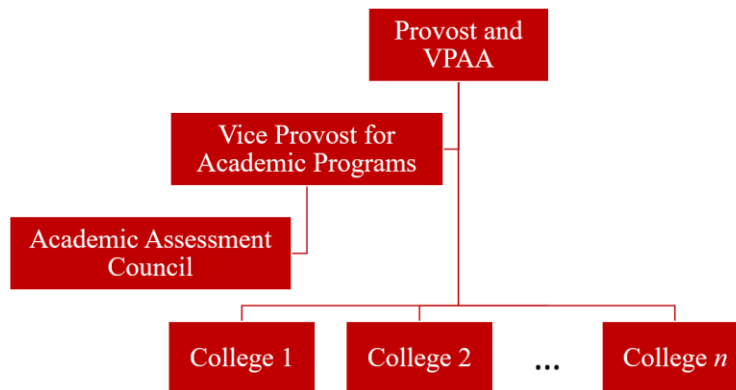 Provost and
VPAA
Vice Provost for
Academic Programs
Academic Assessment
Council
College 1
College 2
...
College n